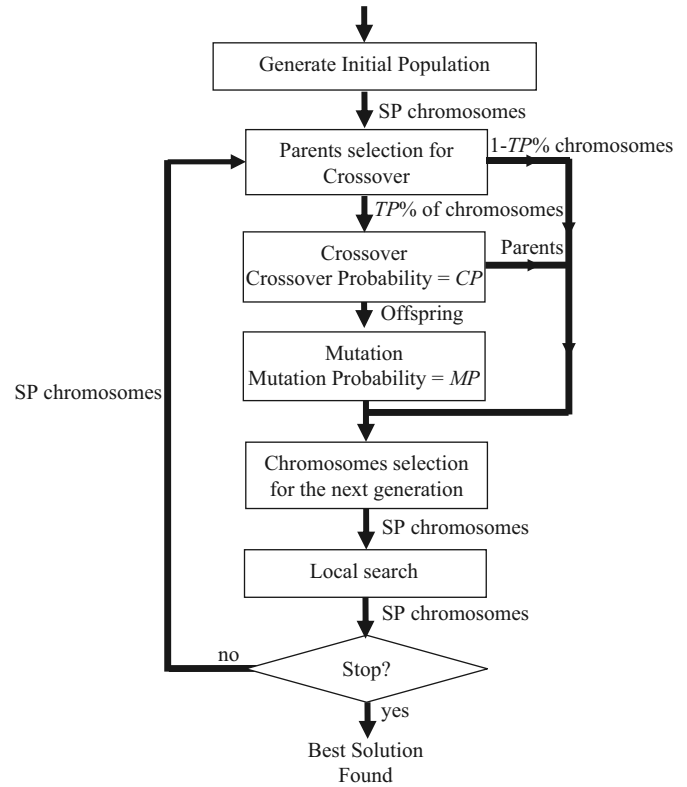 Generate Initial Population
SP chromosomes
Parents selection for
Crossover
1-TP% chromosomes
TP% of chromosomes
Crossover
Crossover Probability = CP
Parents
Offspring
Mutation
Mutation Probability = MP
SP chromosomes
Chromosomes selection
for the next generation
SP chromosomes
Local search
SP chromosomes
no
Stop?
yes
Best Solution
Found